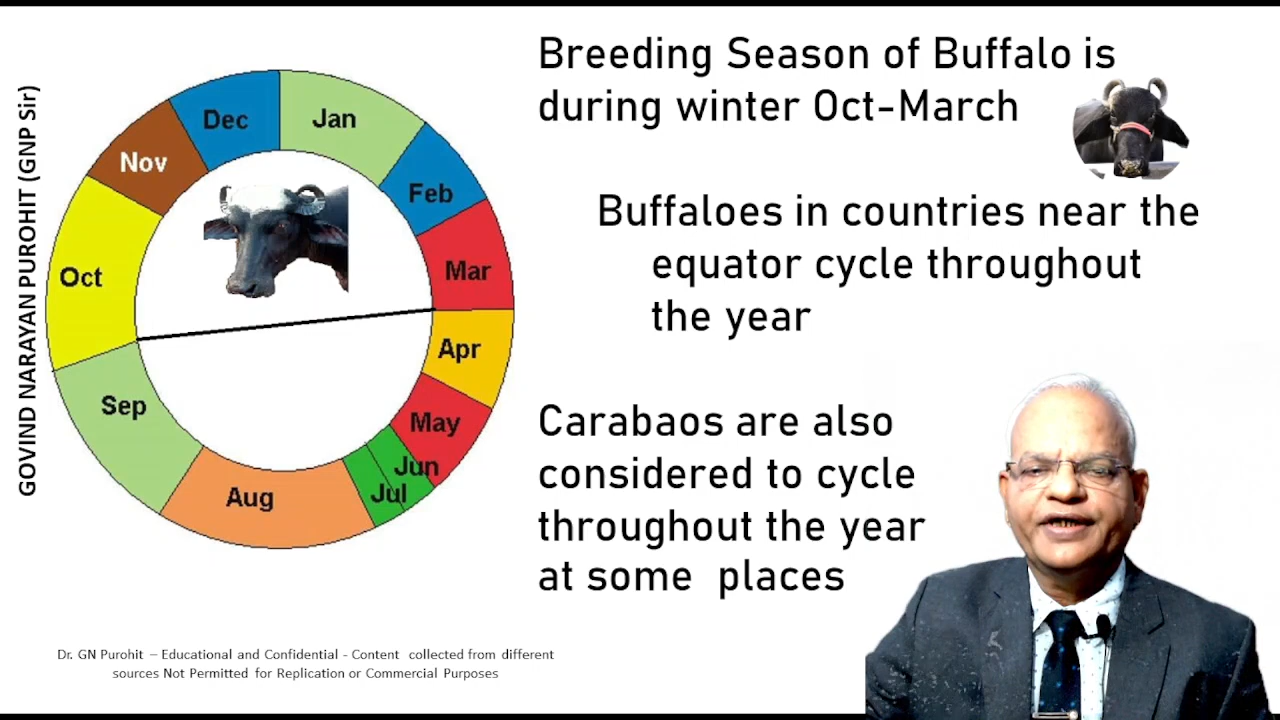 GOVIND NARAYAN PUROHIT (GNP Sir)
Dec
Jan
Nov
Feb
Oct
Mar
Apr
Sep
May
Jun
Jul
Aug
Breeding Season of Buffalo is
during winter Oct-March
Buffaloes in countries near the
equator cycle throughout
the year
Carabaos are also
considered to cycle
throughout the year
at some places
Dr. GN Purohit – Educational and Confidential - Content collected from different
sources Not Permitted for Replication or Commercial Purposes